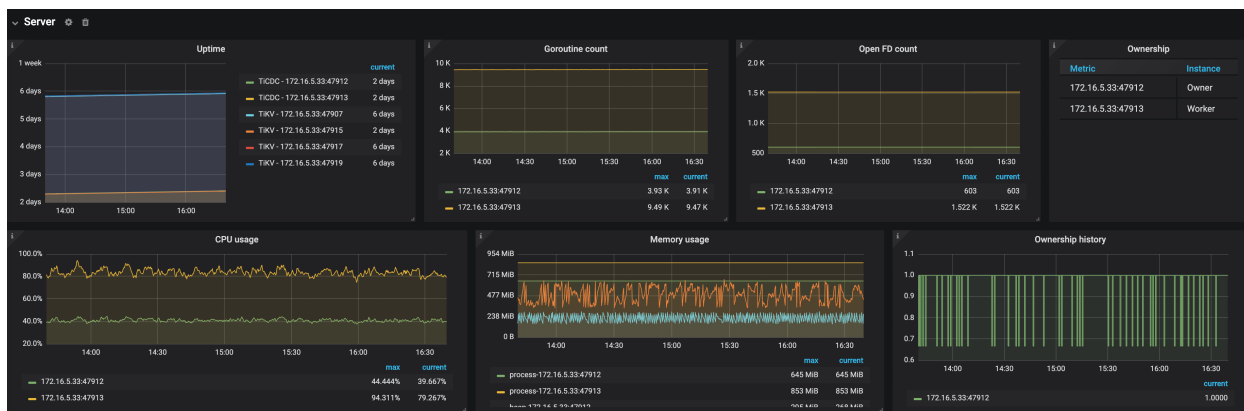 Server
Uptime
1 week
6 days
5 days
4 days
3 days
2 days
14:00 15:00 16:00
current
TiCDC - 172.16.5.33:47912 2 days
TiCDC - 172.16.5.33:47913 2 days
TiKV - 172.16.5.33:47907 6 days
TiKV - 172.16.5.33:47915 2 days
TiKV - 172.16.5.33:47917 6 days
TiKV - 172.16.5.33:47919 6 days
Goroutine count
10 K
8 K
6 K
4 K
2 K
14:00 14:30 15:00 15:30 16:00 16:30
max current
172.16.5.33:47912 3.93 K 3.91 K
172.16.5.33:47913 9.49 K 9.47 K
Open FD count
2.0 K
1.5 K
1.0 K
500
14:00 14:30 15:00 15:30 16:00 16:30
max current
172.16.5.33:47912 603 603
172.16.5.33:47913 1.522 K 1.522 K
Ownership
Metric Instance
172.16.5.33:47912 Owner
172.16.5.33:47913 Worker
CPU usage
100.0%
80.0%
60.0%
40.0%
20.0%
14:00 14:30 15:00 15:30 16:00 16:30
max current
172.16.5.33:47912 44.444% 39.667%
172.16.5.33:47913 94.311% 79.267%
Memory usage
954 MiB
715 MiB
477 MiB
238 MiB
0 B
14:00 14:30 15:00 15:30 16:00 16:30
max current
process-172.16.5.33:47912 645 MiB 645 MiB
process-172.16.5.33:47913 853 MiB 853 MiB
Ownership history
1.1
1.0
0.9
0.8
0.7
0.6
14:00 14:30 15:00 15:30 16:00 16:30
current
172.16.5.33:47912 1.0000